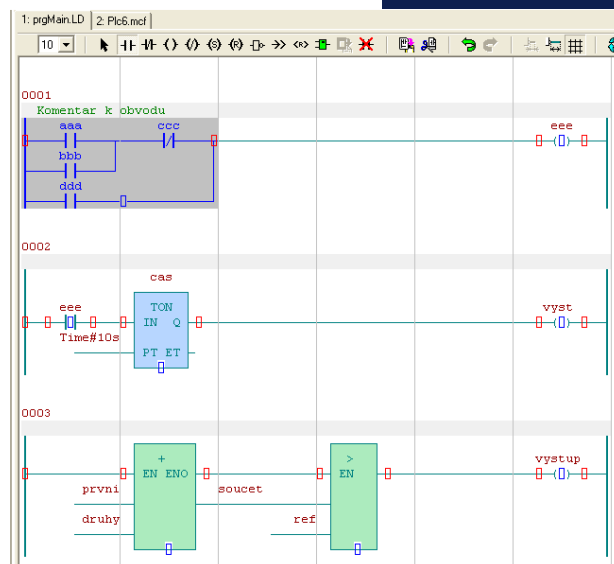 1: prgMain.LD 2: Plc6.mcf
10
0001
Komentar k obvodu
aaa ccc eee
bbb
ddd
0002
cas
eee TON vyst
IN Q
Time#10s
PT ET
0003
+ >
EN ENO EN vystup
prvni soucet
druhy ref